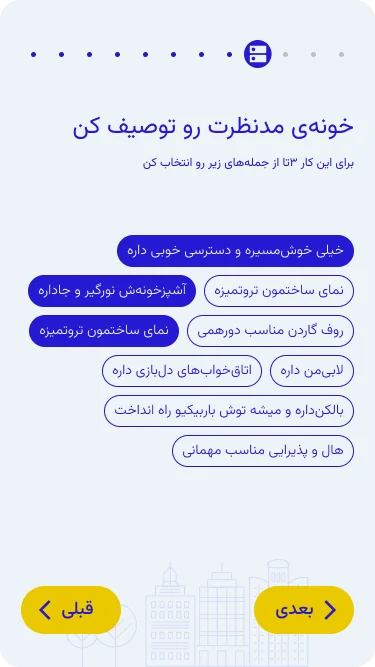 خونه‌ی مدنظرت رو توصیف کن
برای این کار ۳تا از جمله‌های زیر رو انتخاب کن
خیلی خوش‌مسیره و دسترسی خوبی داره
نمای ساختمون تروتمیزه
آشپزخونه‌ش نورگیر و جاداره
روف گاردن مناسب دورهمی
نمای ساختمون تروتمیزه
لابی‌من داره
اتاق‌خواب‌های دل‌بازی داره
بالکن‌داره و میشه توش باربیکیو راه انداخت
هال و پذیرایی مناسب مهمانی
بعدی
قبلی